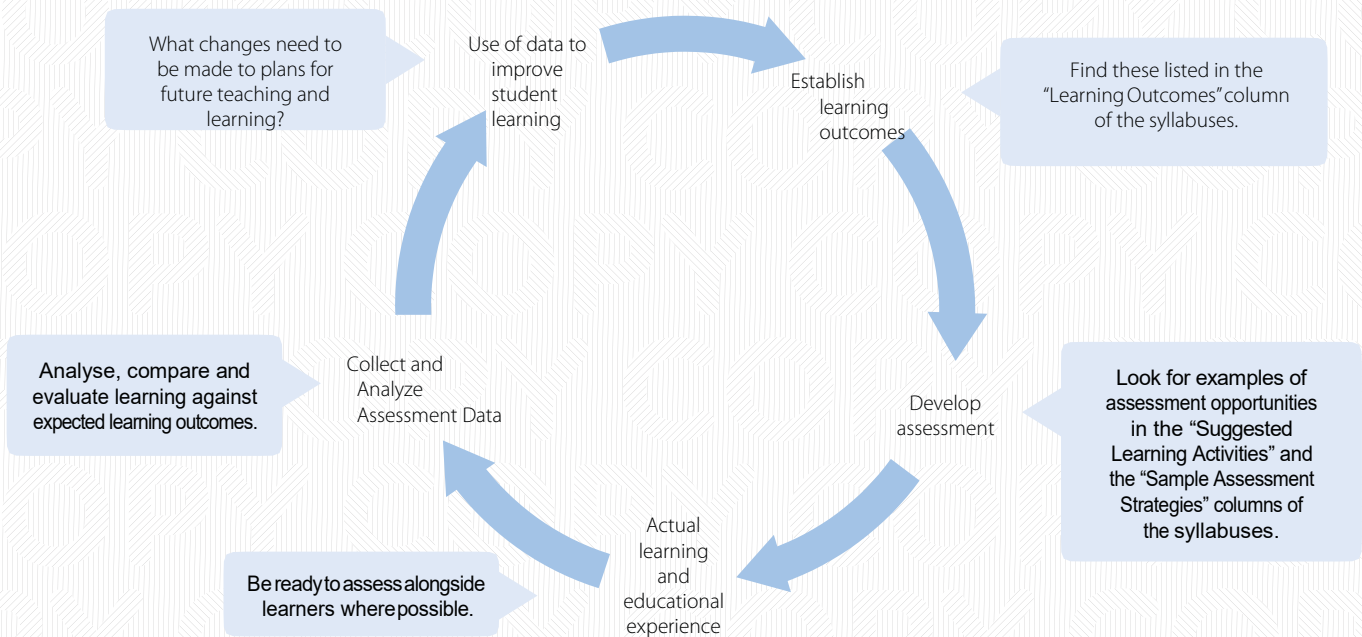 What changes need to
be made to plans for
future teaching and
learning?
Use of data to
improve
student
learning
Establish
learning
outcomes
Find these listed in the
“Learning Outcomes” column
of the syllabuses.
Analyse, compare and
evaluate learning against
expected learning outcomes.
Collect and
Analyze
Assessment Data
Develop
assessment
Look for examples of
assessment opportunities
in the “Suggested
Learning Activities” and
the “Sample Assessment
Strategies” columns of
the syllabuses.
Be ready to assess alongside
learners where possible.
Actual
learning
and
educational
experience